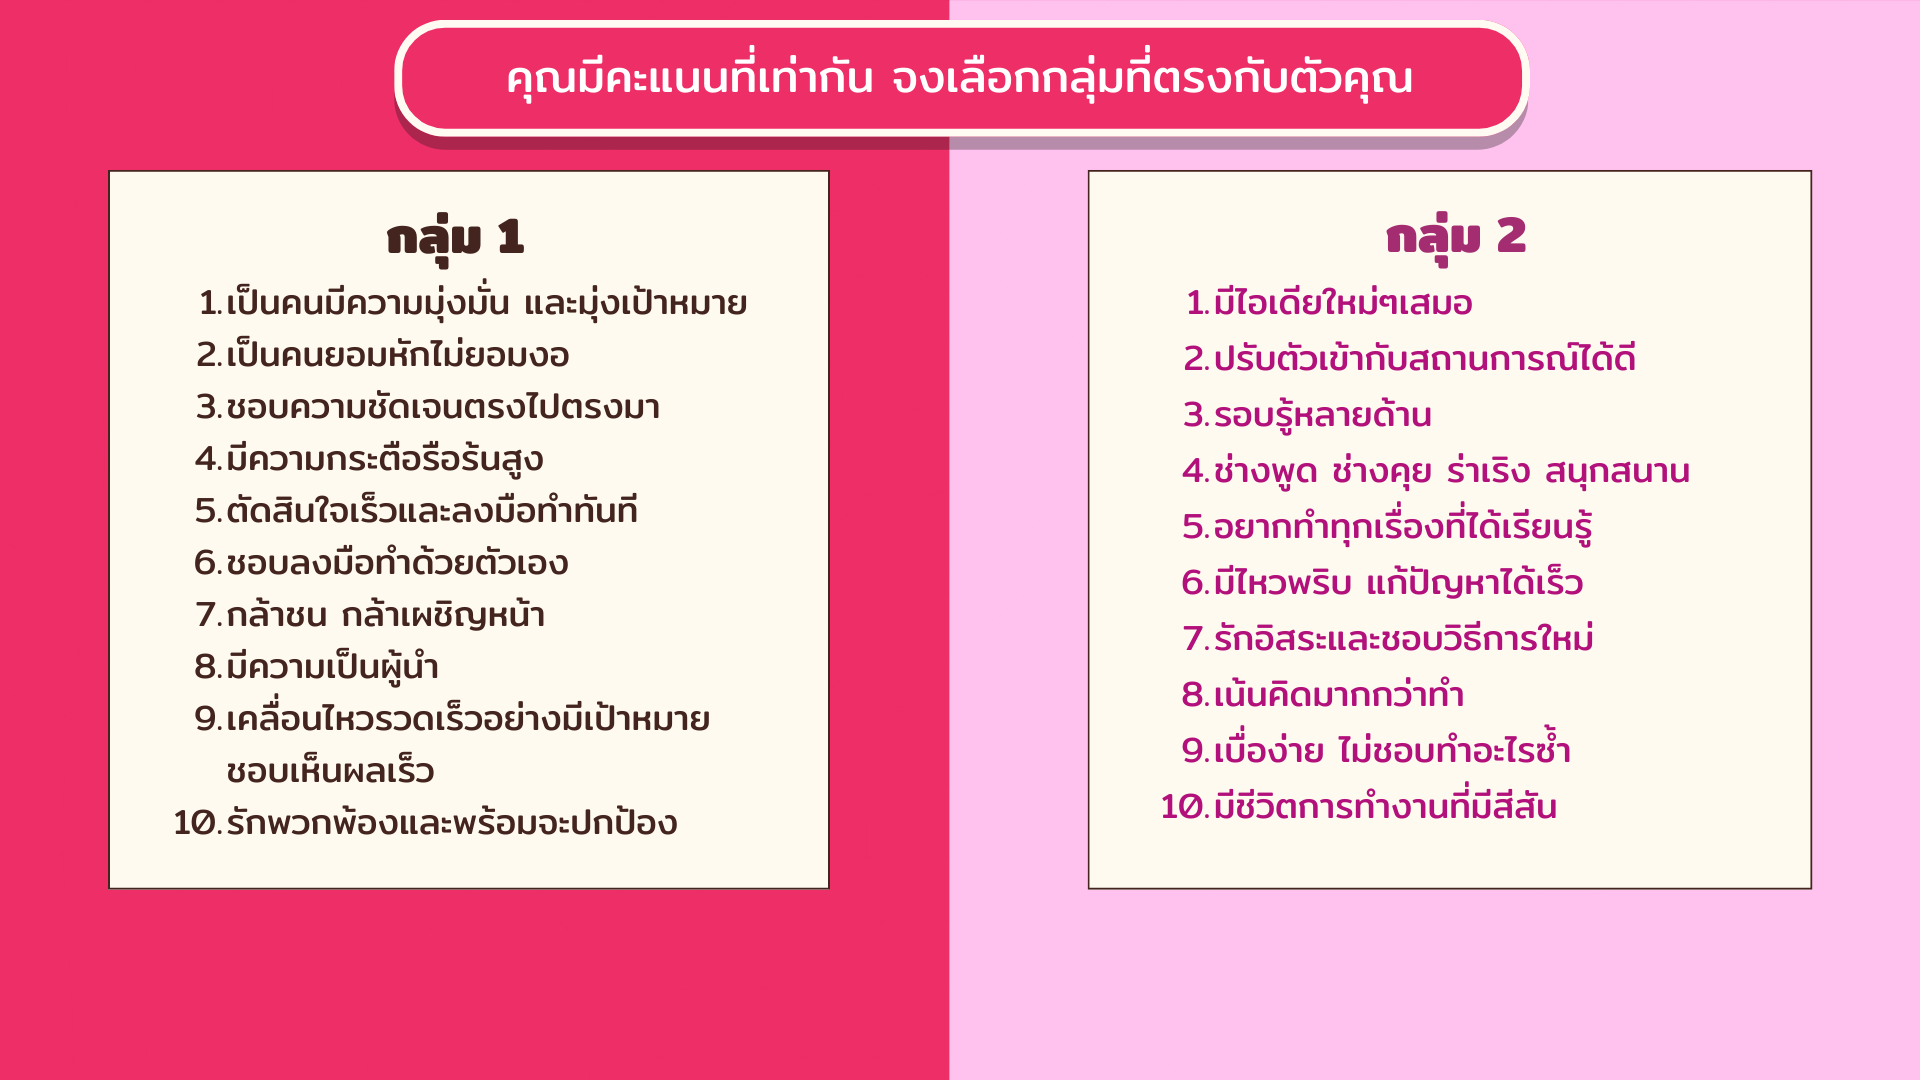 คุณมีคะแนนที่เท่ากัน จงเลือกกลุ่มที่ตรงกับตัวคุณ
กลุ่ม 1
1. เป็นคนมีความมุ่งมั่น และมุ่งเป้าหมาย
2. เป็นคนยอมหักไม่ยอมงอ
3. ชอบความชัดเจนตรงไปตรงมา
4. มีความกระตือรือร้นสูง
5. ตัดสินใจเร็วและลงมือทำทันที
6. ชอบลงมือทำด้วยตัวเอง
7. กล้าชน กล้าเผชิญหน้า
8. มีความเป็นผู้นำ
9. เคลื่อนไหวรวดเร็วอย่างมีเป้าหมาย
ชอบเห็นผลเร็ว
10. รักพวกพ้องและพร้อมจะปกป้อง
กลุ่ม 2
1. มีไอเดียใหม่ๆเสมอ
2. ปรับตัวเข้ากับสถานการณ์ได้ดี
3. รอบรู้หลายด้าน
4. ช่างพูด ช่างคุย ร่าเริง สนุกสนาน
5. อยากทำทุกเรื่องที่ได้เรียนรู้
6. มีไหวพริบ แก้ปัญหาได้เร็ว
7. รักอิสระและชอบวิธีการใหม่
8. เน้นคิดมากกว่าทำ
9. เบื่อง่าย ไม่ชอบทำอะไรซ้ำ
10. มีชีวิตการทำงานที่มีสีสัน